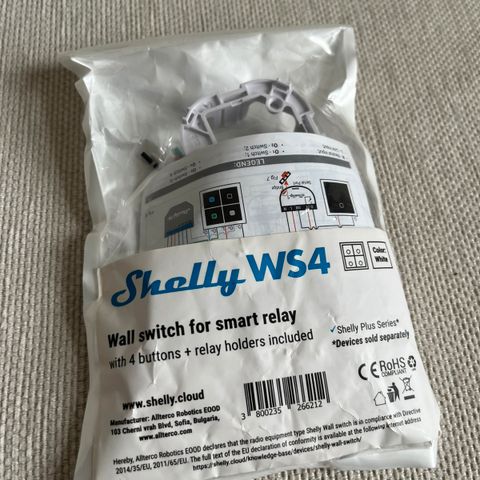 LEGEND:
Shelly WS4
Color:
White
Wall switch for smart relay
with 4 buttons + relay holders included
✓Shelly Plus Series*
*Devices sold separately
www.shelly.cloud
Manufacturer: Allterco Robotics EOOD
103 Cherni vrah Blvd, Sofia, Bulgaria,
www.allterco.com
3 800235 266212
CE RoHS
COMPLIANT
Hereby, Allterco Robotics EOOD declares that the radio equipment type Shelly Wall switch is in compliance with Directive
2014/35/EU, 2011/65/EU. The full text of the EU declaration of conformity is available at the following internet address
https://shelly.cloud/knowledge-base/devices/shelly-wall-switch/